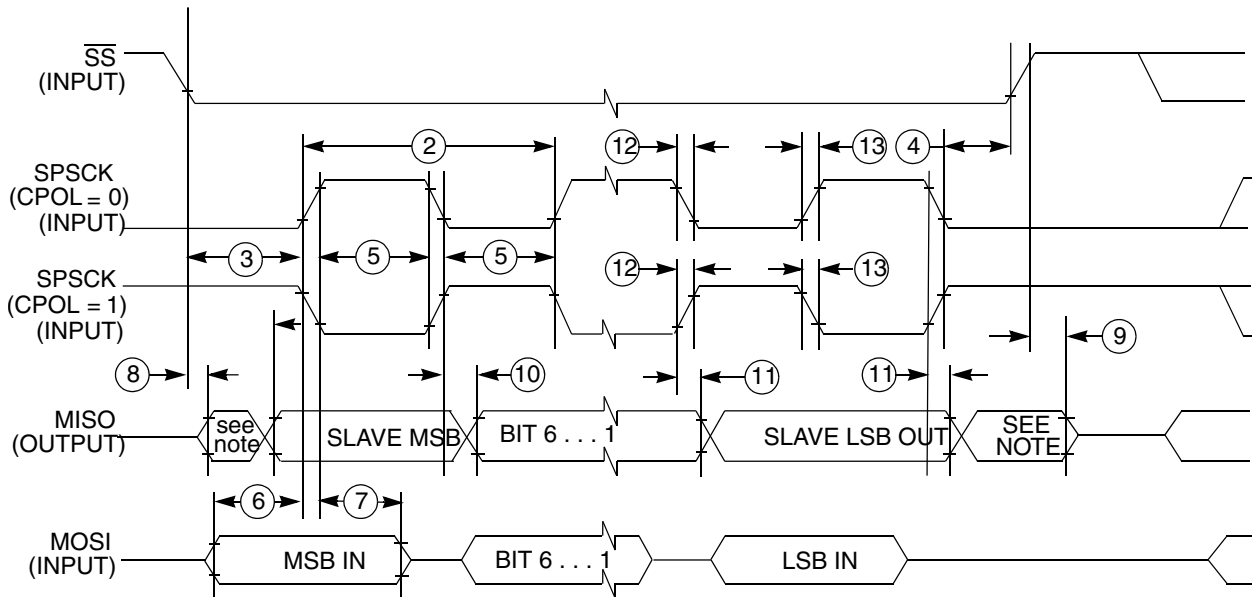 SS
(INPUT)
2
12
13
4
SPSCK
(CPOL = 0)
(INPUT)
3
5
5
12
13
SPSCK
(CPOL = 1)
(INPUT)
9
8
10
11
11
MISO
(OUTPUT)
see
note
SLAVE MSB
BIT 6 . . . 1
SLAVE LSB OUT
SEE
NOTE
6
7
MOSI
(INPUT)
MSB IN
BIT 6 . . . 1
LSB IN